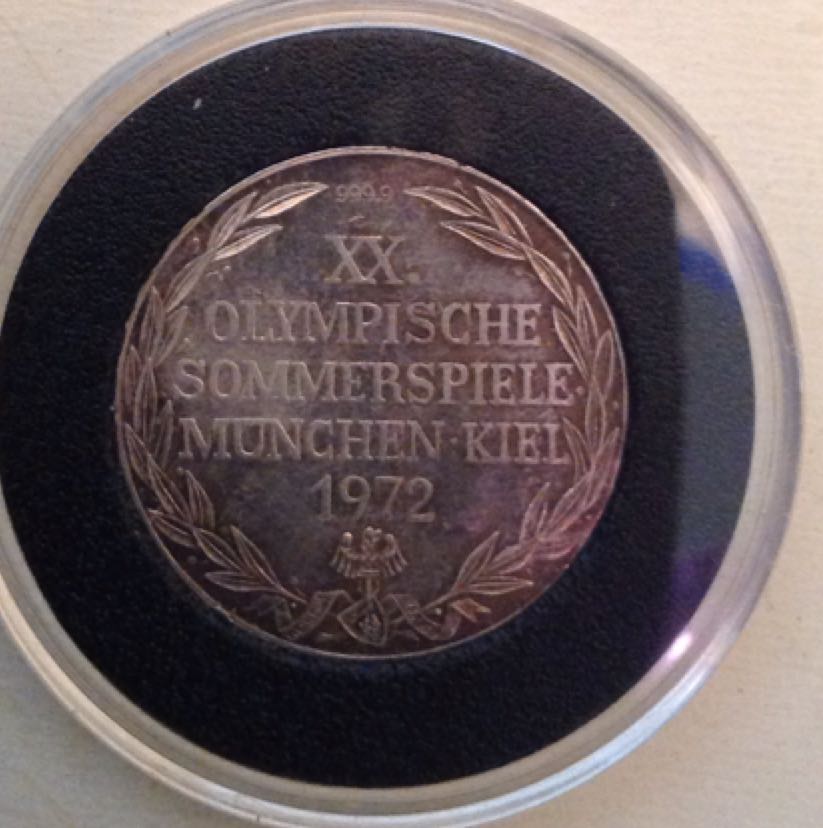 999.9
XX.
OLYMPISCHE
SOMMERSPIELE
MÜNCHEN·KIEL
1972